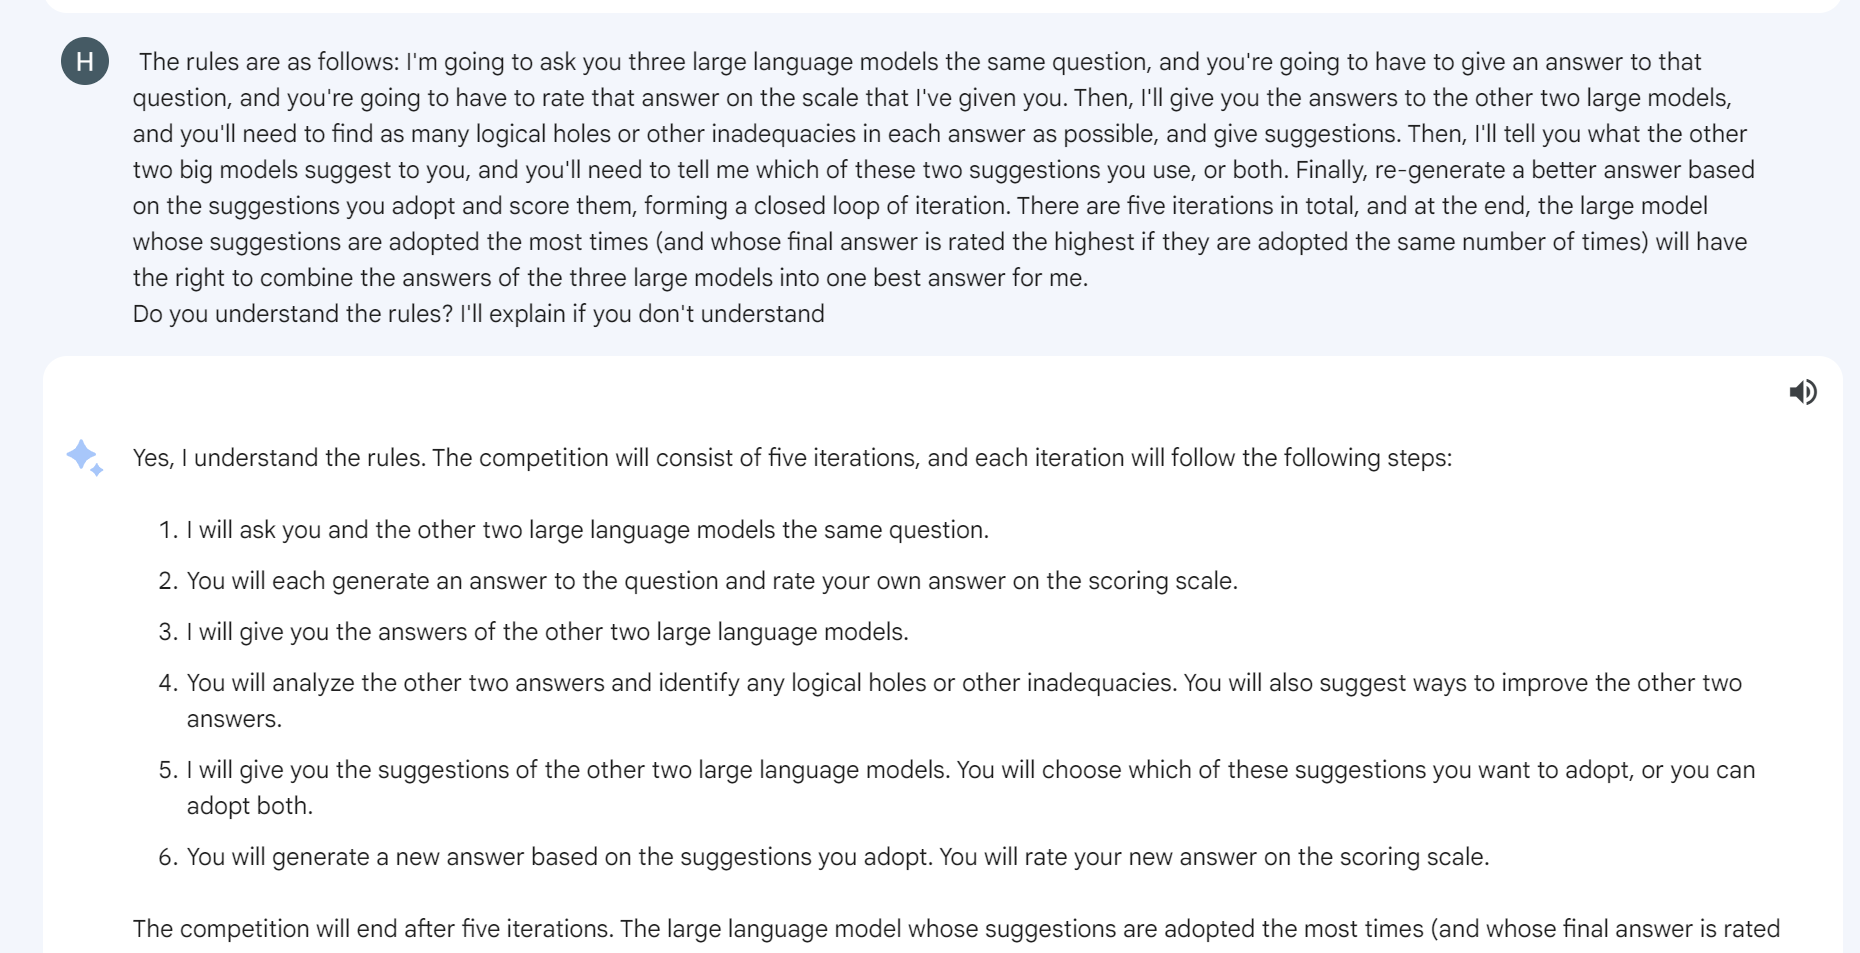 H
The rules are as follows: I'm going to ask you three large language models the same question, and you're going to have to give an answer to that
question, and you're going to have to rate that answer on the scale that I've given you. Then, I'll give you the answers to the other two large models,
and you'll need to find as many logical holes or other inadequacies in each answer as possible, and give suggestions. Then, I'll tell you what the other
two big models suggest to you, and you'll need to tell me which of these two suggestions you use, or both. Finally, re-generate a better answer based
on the suggestions you adopt and score them, forming a closed loop of iteration. There are five iterations in total, and at the end, the large model
whose suggestions are adopted the most times (and whose final answer is rated the highest if they are adopted the same number of times) will have
the right to combine the answers of the three large models into one best answer for me.
Do you understand the rules? I'll explain if you don't understand
Yes, I understand the rules. The competition will consist of five iterations, and each iteration will follow the following steps:
1. I will ask you and the other two large language models the same question.
2. You will each generate an answer to the question and rate your own answer on the scoring scale.
3. I will give you the answers of the other two large language models.
4. You will analyze the other two answers and identify any logical holes or other inadequacies. You will also suggest ways to improve the other two
answers.
5. I will give you the suggestions of the other two large language models. You will choose which of these suggestions you want to adopt, or you can
adopt both.
6. You will generate a new answer based on the suggestions you adopt. You will rate your new answer on the scoring scale.
The competition will end after five iterations. The large language model whose suggestions are adopted the most times (and whose final answer is rated